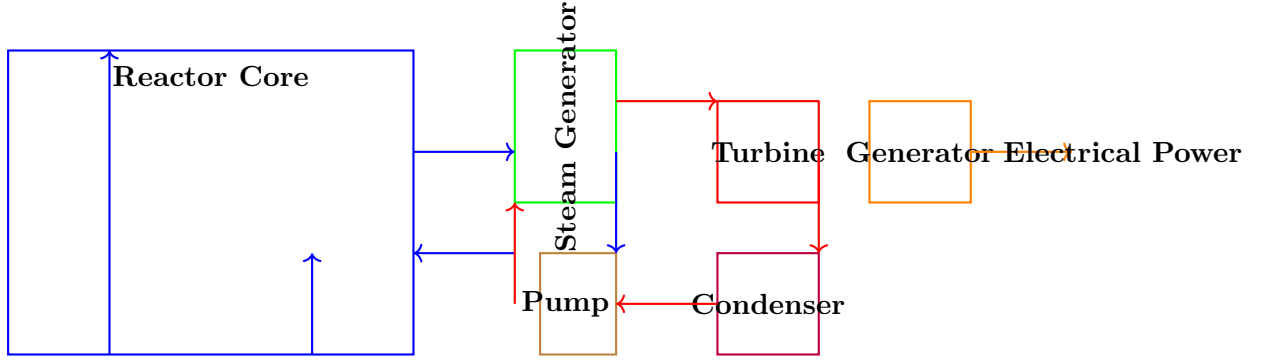 Reactor Core
Steam Generator
Turbine
Generator
Electrical Power
Pump
Condenser